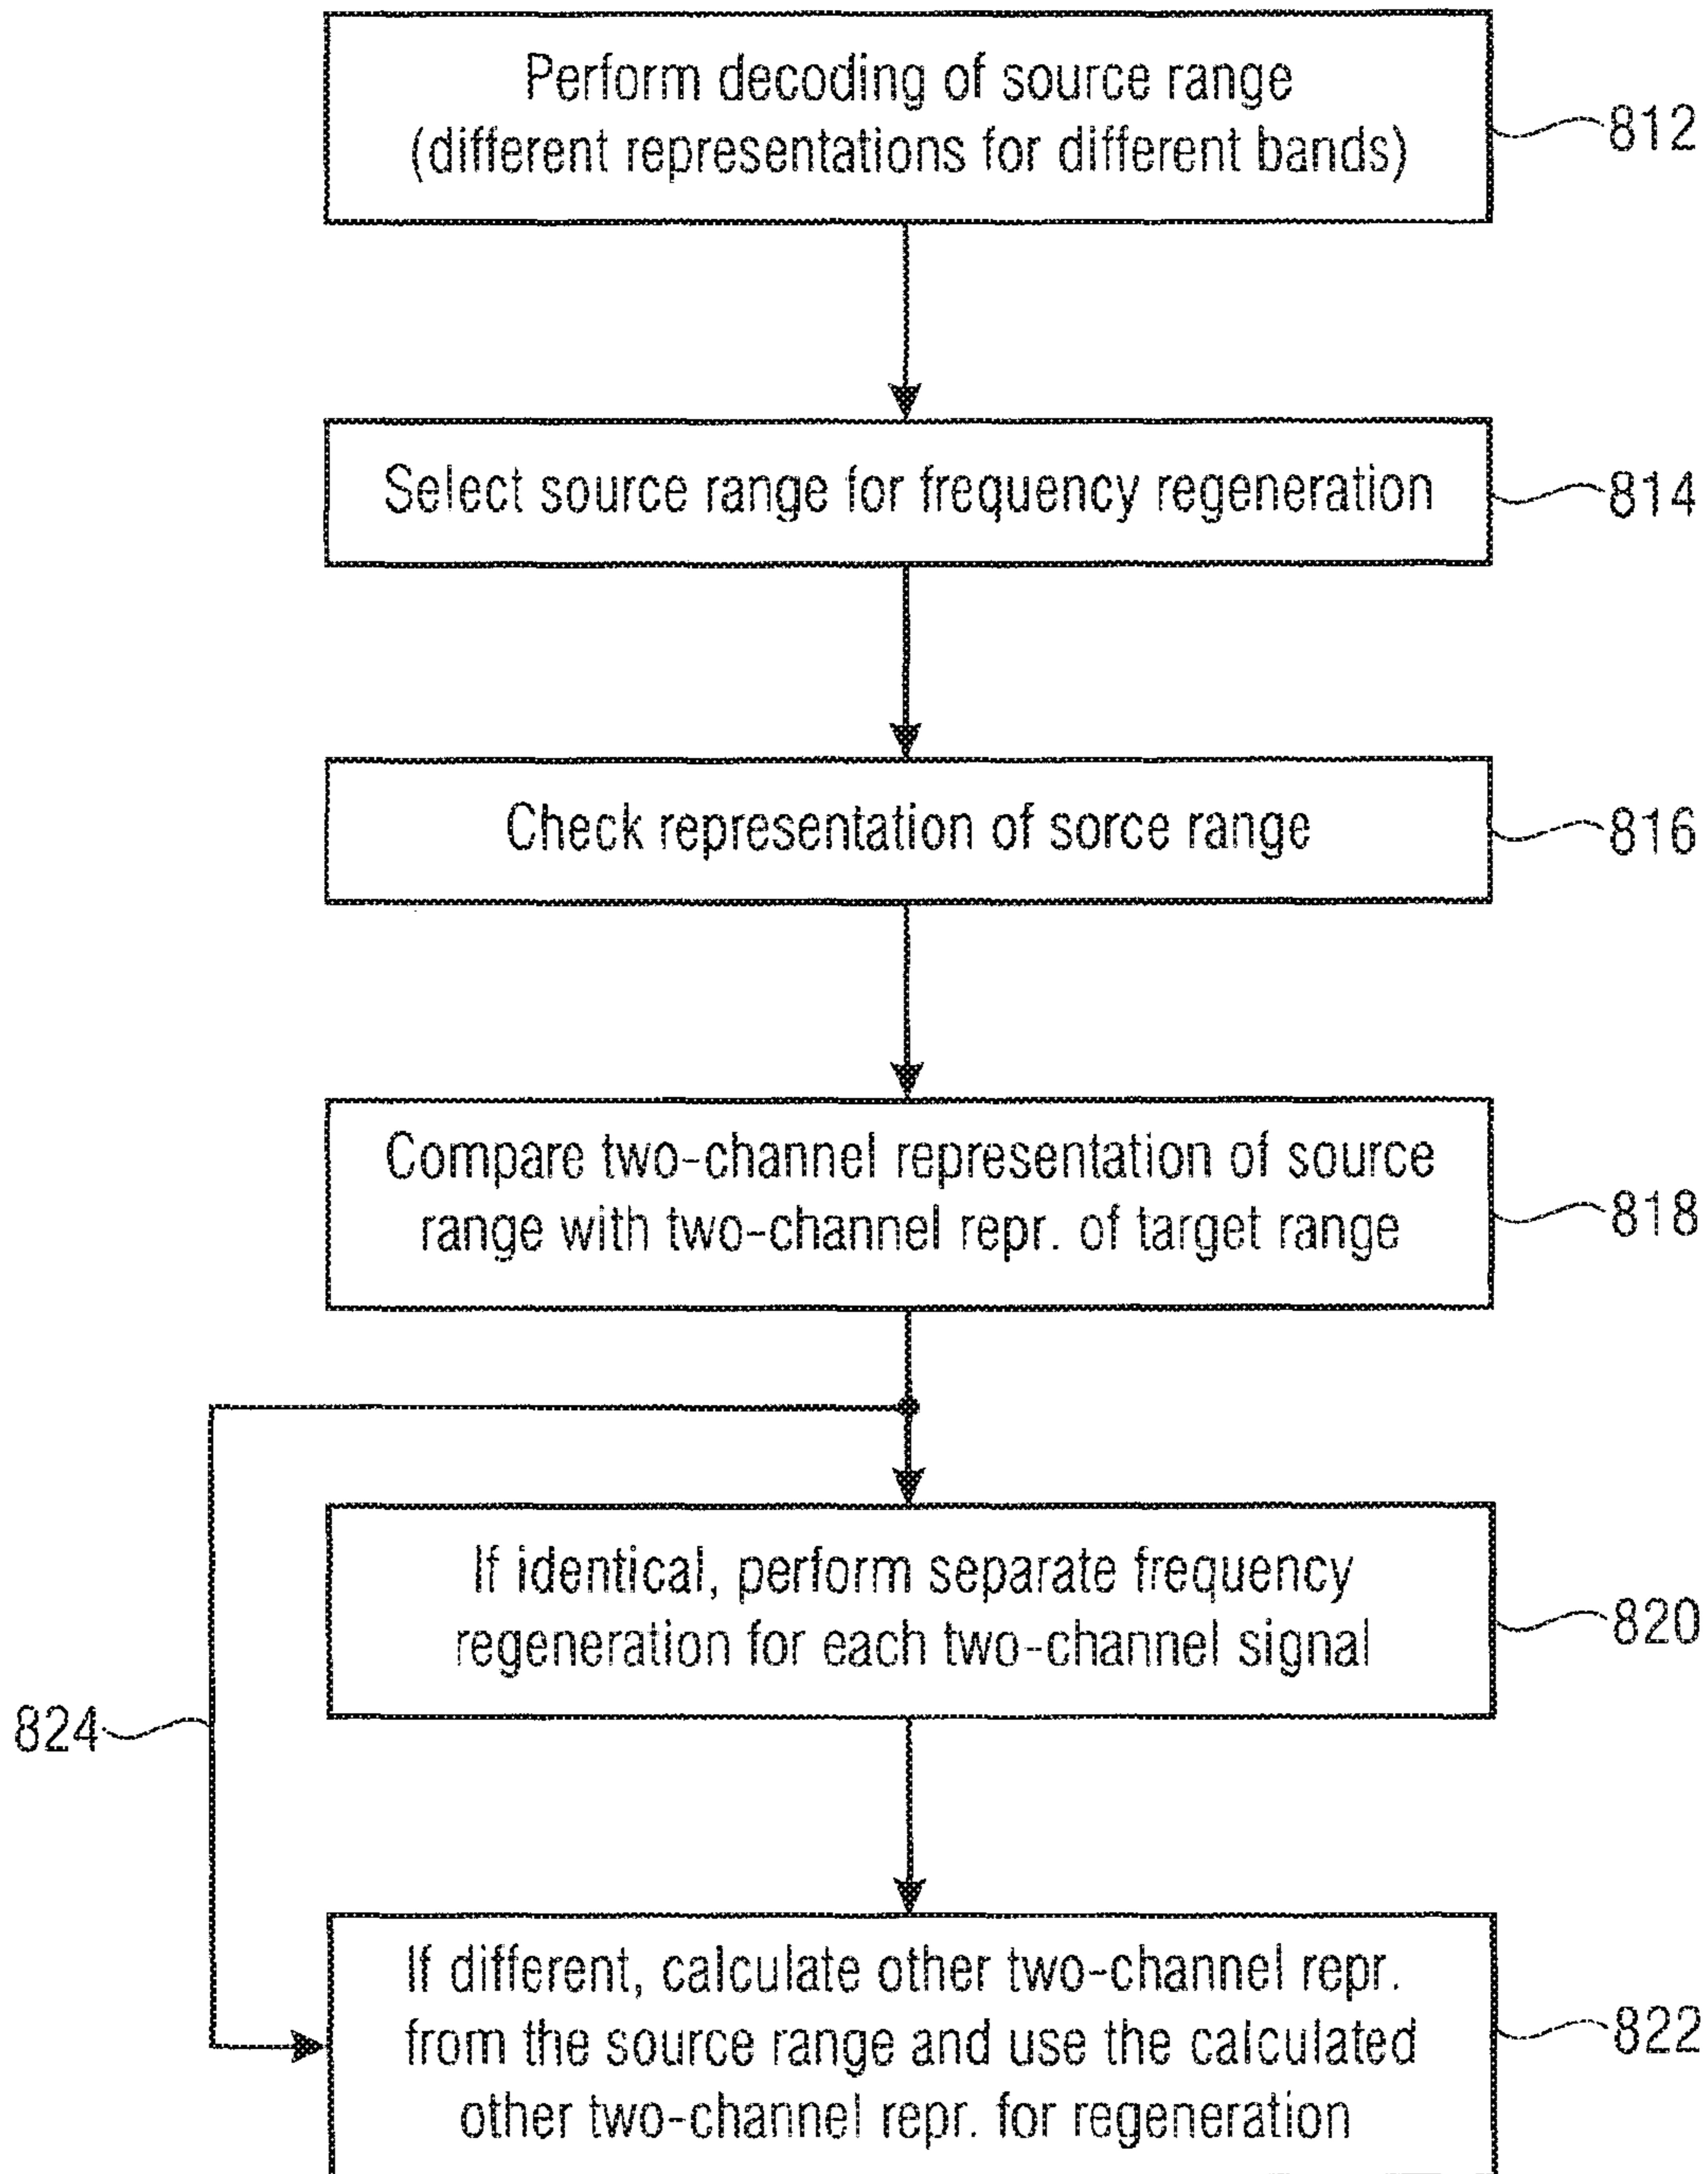 Perform decoding of source range
(different representations for different bands)
812
Select source range for frequency regeneration
814
Check representation of sorce range
816
Compare two-channel representation of source
range with two-channel repr. of target range
818
If identical, perform separate frequency
regeneration for each two-channel signal
820
824
If different, calculate other two-channel repr.
from the source range and use the calculated
other two-channel repr. for regeneration
822